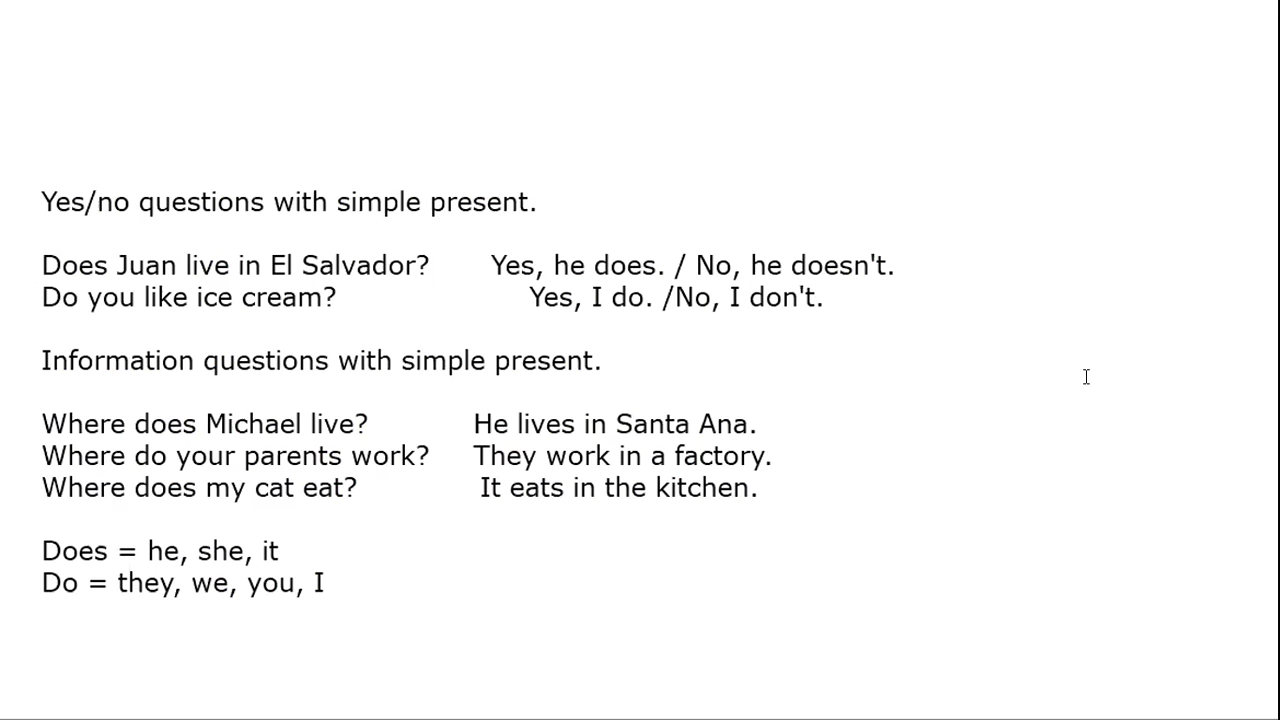 Yes/no questions with simple present.
Does Juan live in El Salvador? Yes, he does. / No, he doesn't.
Do you like ice cream? Yes, I do. /No, I don't.
Information questions with simple present.
Where does Michael live? He lives in Santa Ana.
Where do your parents work? They work in a factory.
Where does my cat eat? It eats in the kitchen.
Does = he, she, it
Do = they, we, you, I